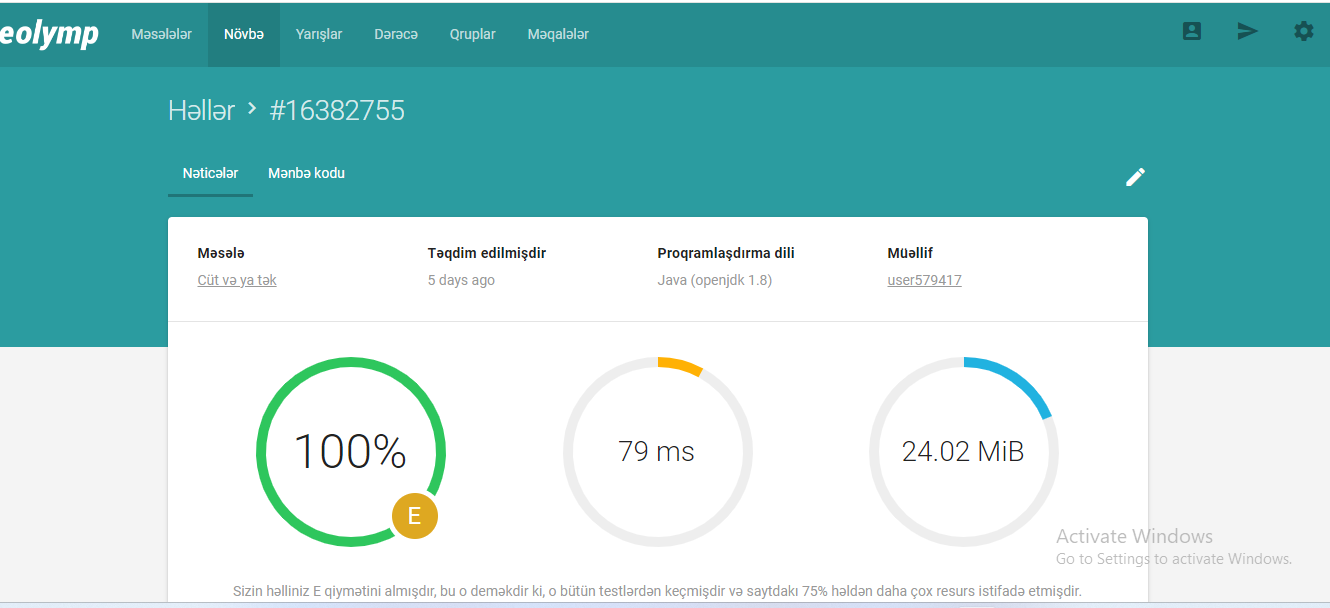 eolymp Məsələlər Növbə Yarışlar Dərəcə Qruplar Məqalələr
Həllər > #16382755
Nəticələr Mənbə kodu
Məsələ Təqdim edilmişdir Proqramlaşdırma dili Müəllif
Cüt və ya tək 5 days ago Java (openjdk 1.8) user579417
100% 79 ms 24.02 MiB
E
Activate Windows
Go to Settings to activate Windows.
Sizin həlliniz E qiymətini almışdır, bu o deməkdir ki, o bütün testlərdən keçmişdir və saytdakı 75% həldən daha çox resurs istifadə etmişdir.